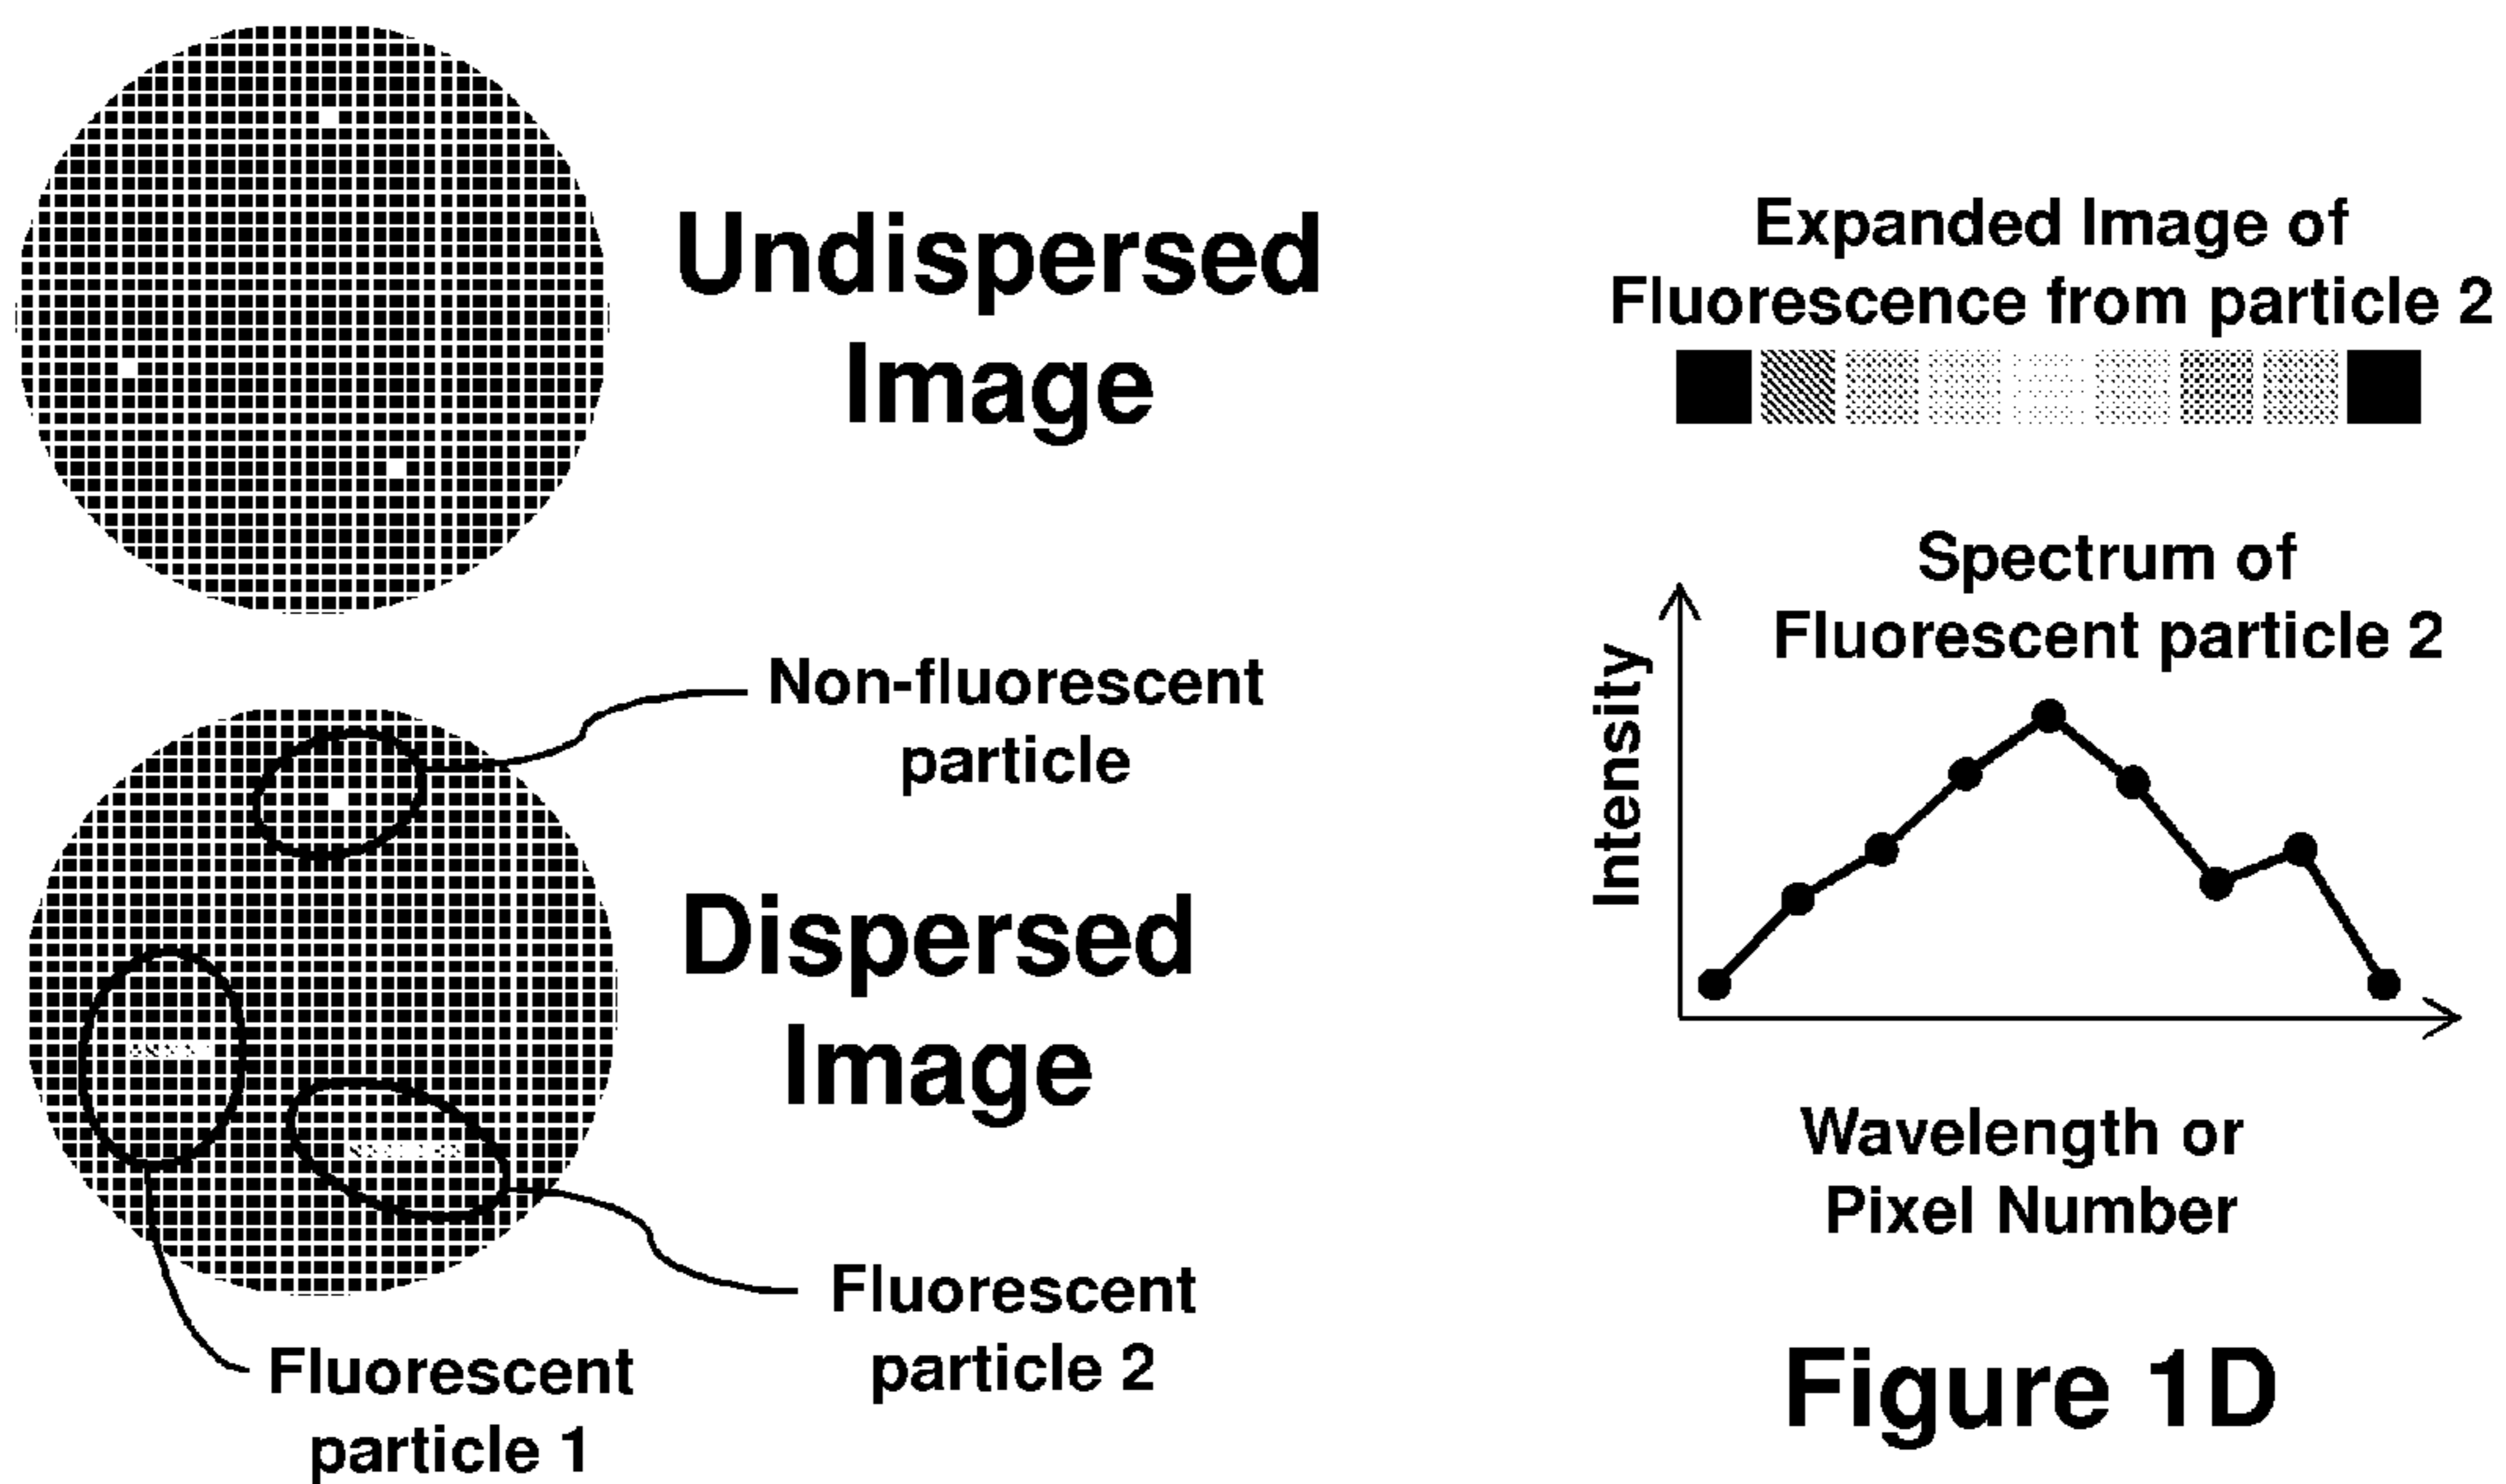 Undispersed
Image
Non-fluorescent
particle
Dispersed
Image
Fluorescent
particle 2
Fluorescent
particle 1
Expanded Image of
Fluorescence from particle 2
Spectrum of
Fluorescent particle 2
Intensity
Wavelength or
Pixel Number
Figure 1D